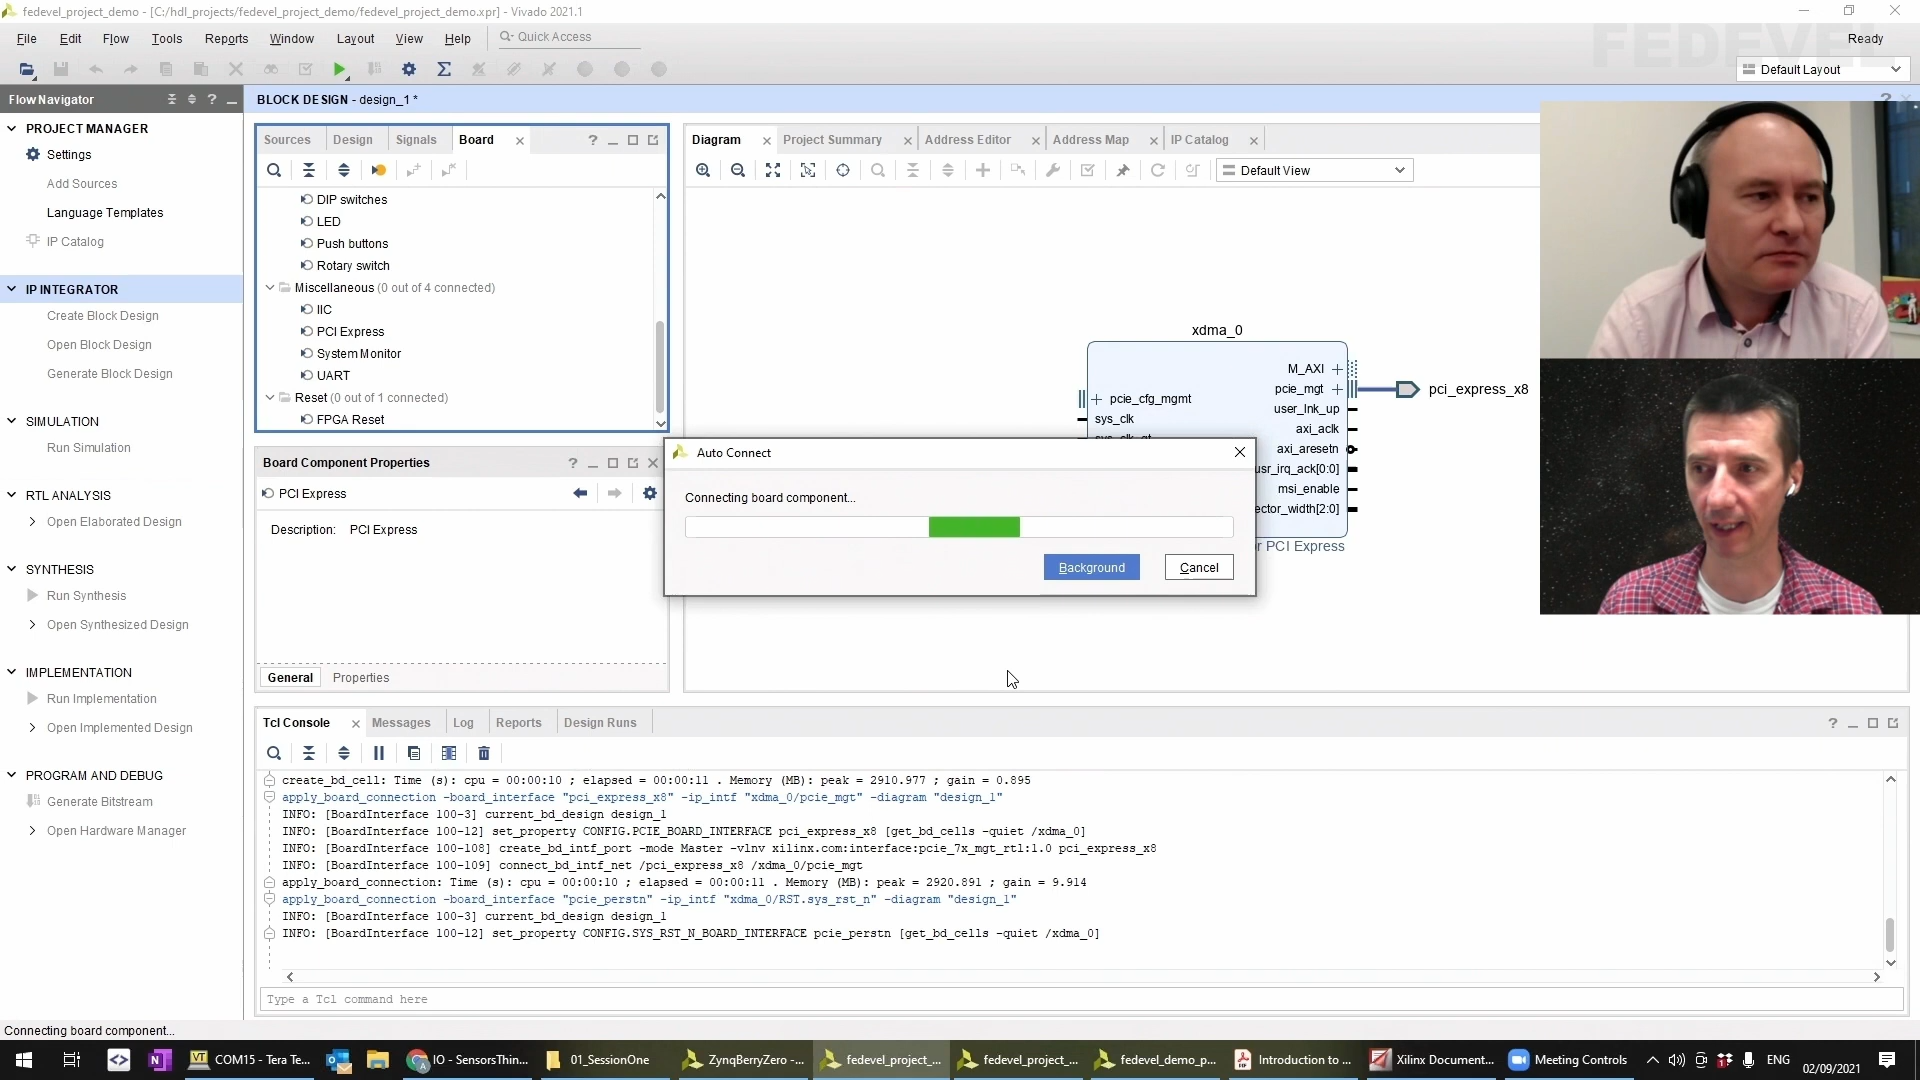 fedevel_project_demo - [C:/hdl_projects/fedevel_project_demo/fedevel_project_demo.xpr] - Vivado 2021.1
File Edit Flow Tools Reports Window Layout View Help Quick Access
FEDEVEL
Ready
Default Layout
Flow Navigator
PROJECT MANAGER
Settings
Add Sources
Language Templates
IP Catalog
IP INTEGRATOR
Create Block Design
Open Block Design
Generate Block Design
SIMULATION
Run Simulation
RTL ANALYSIS
Open Elaborated Design
SYNTHESIS
Run Synthesis
Open Synthesized Design
IMPLEMENTATION
Run Implementation
Open Implemented Design
PROGRAM AND DEBUG
Generate Bitstream
Open Hardware Manager
BLOCK DESIGN - design_1 *
Sources Design Signals Board
DIP switches
LED
Push buttons
Rotary switch
Miscellaneous (0 out of 4 connected)
IIC
PCI Express
System Monitor
UART
Reset (0 out of 1 connected)
FPGA Reset
Board Component Properties
PCI Express
Description: PCI Express
General Properties
Diagram Project Summary Address Editor Address Map IP Catalog
Default View
xdma_0
M_AXI
pcie_mgt
pcie_cfg_mgmt
user_lnk_up
sys_clk
axi_aclk
sys_clk_gt
axi_aresetn
usr_irq_ack[0:0]
msi_enable
ector_width[2:0]
r PCI Express
pci_express_x8
Auto Connect
Connecting board component...
Background Cancel
Tcl Console Messages Log Reports Design Runs
create_bd_cell: Time (s): cpu = 00:00:10 ; elapsed = 00:00:11 . Memory (MB): peak = 2910.977 ; gain = 0.895
apply_board_connection -board_interface "pci_express_x8" -ip_intf "xdma_0/pcie_mgt" -diagram "design_1"
INFO: [BoardInterface 100-3] current_bd_design design_1
INFO: [BoardInterface 100-12] set_property CONFIG.PCIE_BOARD_INTERFACE pci_express_x8 [get_bd_cells -quiet /xdma_0]
INFO: [BoardInterface 100-108] create_bd_intf_port -mode Master -vlnv xilinx.com:interface:pcie_7x_mgt_rtl:1.0 pci_express_x8
INFO: [BoardInterface 100-109] connect_bd_intf_net /pci_express_x8 /xdma_0/pcie_mgt
apply_board_connection: Time (s): cpu = 00:00:10 ; elapsed = 00:00:11 . Memory (MB): peak = 2920.891 ; gain = 9.914
apply_board_connection -board_interface "pcie_perstn" -ip_intf "xdma_0/RST.sys_rst_n" -diagram "design_1"
INFO: [BoardInterface 100-3] current_bd_design design_1
INFO: [BoardInterface 100-12] set_property CONFIG.SYS_RST_N_BOARD_INTERFACE pcie_perstn [get_bd_cells -quiet /xdma_0]
Type a Tcl command here
Connecting board component...
COM15 - Tera Te... IO - SensorsThin... 01_SessionOne ZynqBerryZero -... fedevel_project_... fedevel_project_... fedevel_demo_p... Introduction to ... Xilinx Document... Meeting Controls ENG 02/09/2021